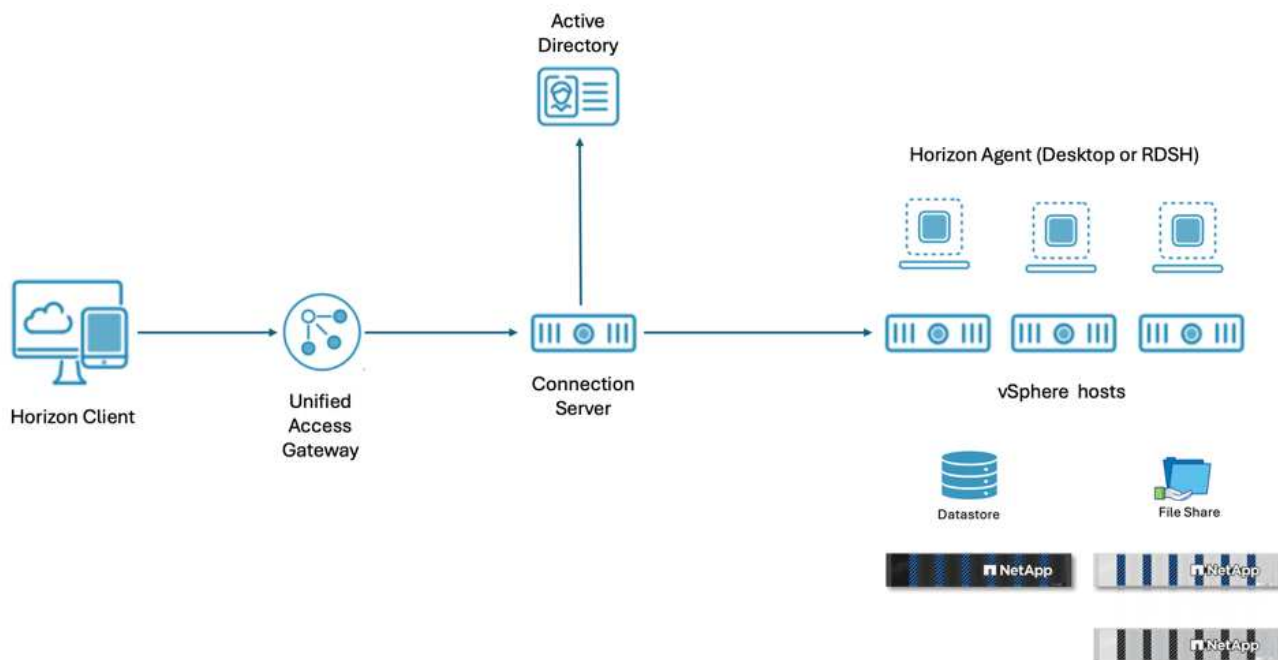 Active
Directory
Horizon Agent (Desktop or RDSH)
Horizon Client
Unified
Access
Gateway
Connection
Server
vSphere hosts
Datastore
File Share
NetApp
NetApp
NetApp